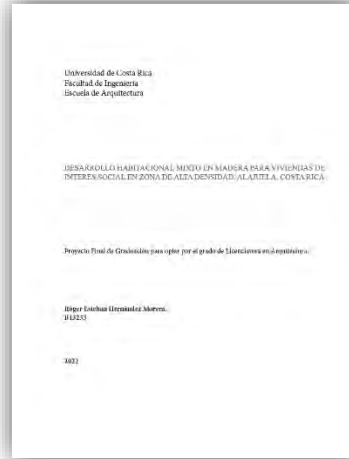 Universidad de Costa Rica
Facultad de Ingeniería
Escuela de Arquitectura
DESARROLLO HABITACIONAL MIXTO EN MADERA PARA VIVIENDAS DE
INTERÉS SOCIAL EN ZONA DE ALTA DENSIDAD, ALAJUELA, COSTA RICA
Proyecto Final de Graduación para optar por el grado de Licenciatura en Arquitectura.
Esteban Hernández
2022